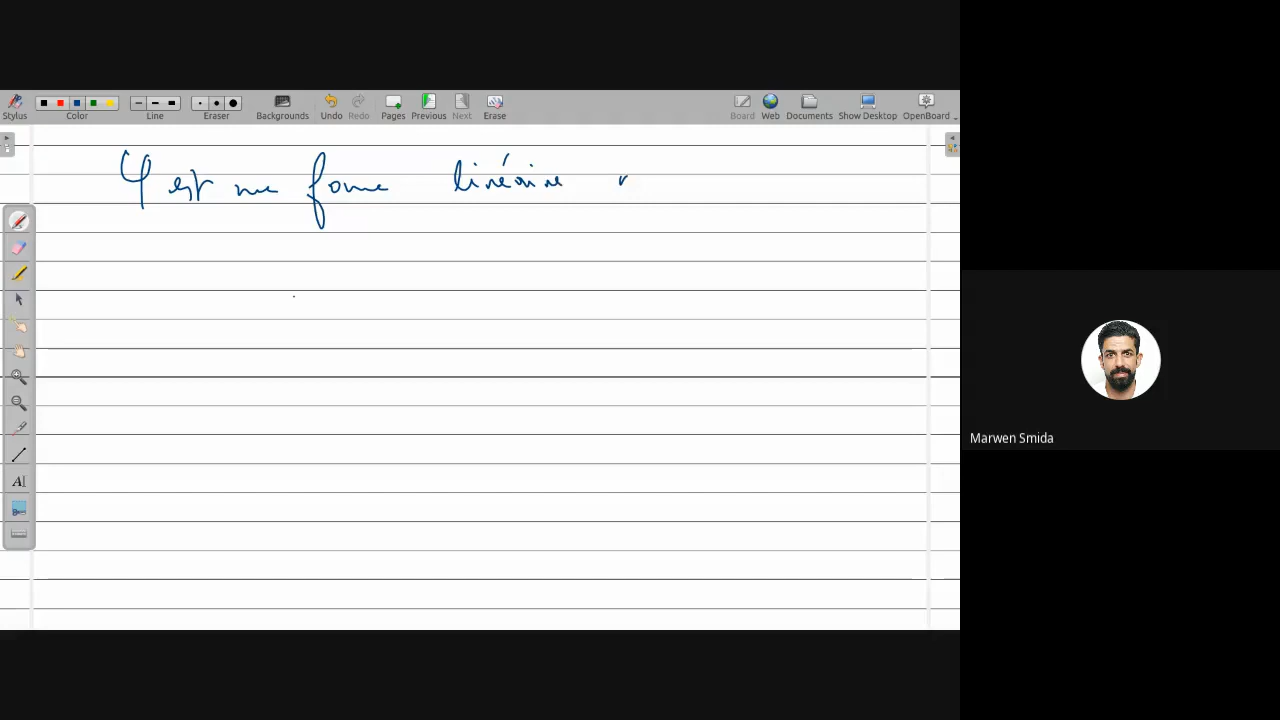 Stylus Color Line Eraser Backgrounds Undo Redo Pages Previous Next Erase Board Web Documents Show Desktop OpenBoard
φ est une forme linéaire
Marwen Smida